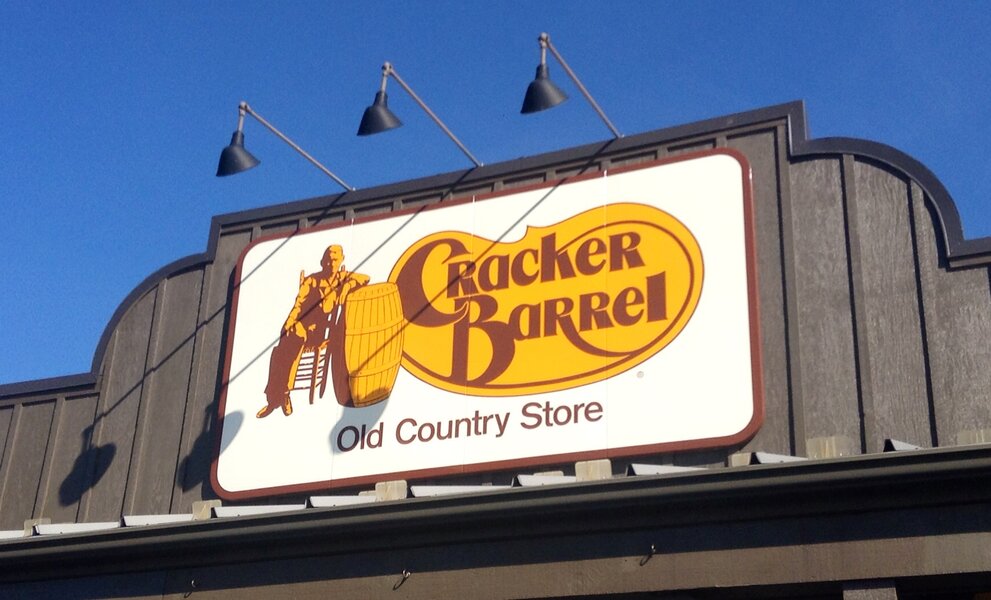 Cracker
Barrel
Old Country Store